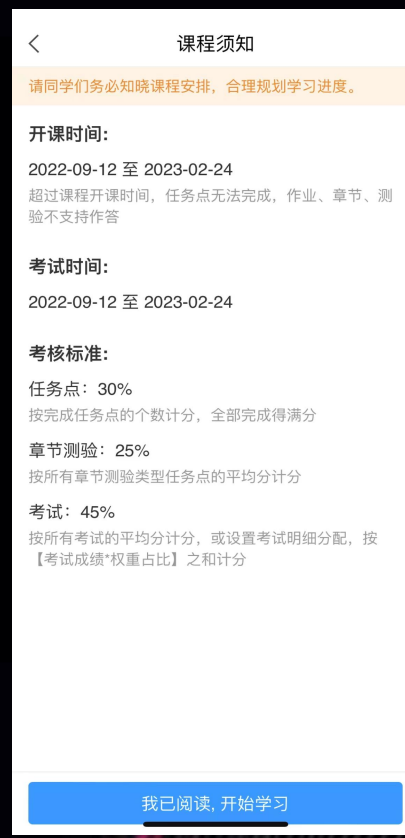 课程须知
请同学们务必知晓课程安排，合理规划学习进度。
开课时间:
2022-09-12 至 2023-02-24
超过课程开课时间，任务点无法完成，作业、章节、测
验不支持作答
考试时间:
2022-09-12 至 2023-02-24
考核标准:
任务点：30%
按完成任务点的个数计分，全部完成得满分
章节测验：25%
按所有章节测验类型任务点的平均分计分
考试：45%
按所有考试的平均分计分，或设置考试明细分配，按
【考试成绩*权重占比】之和计分
我已阅读, 开始学习